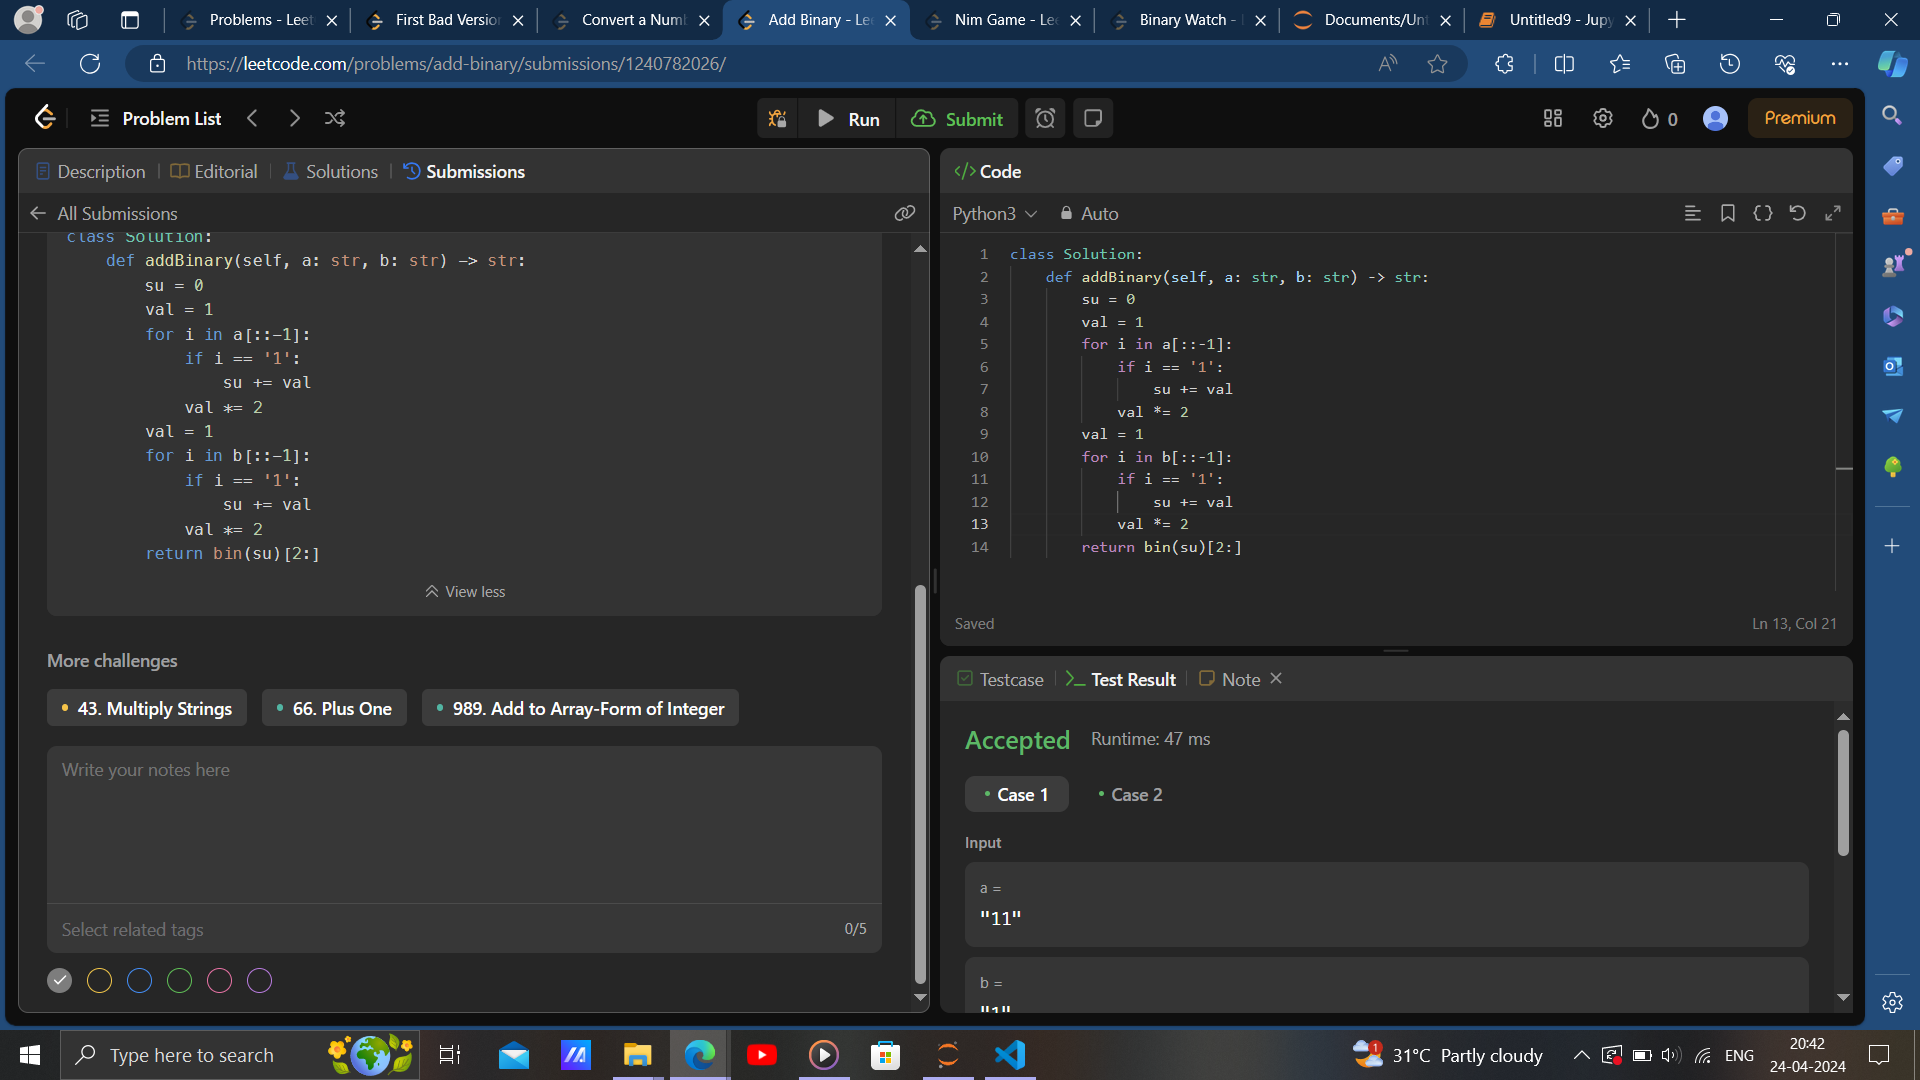 Problems - Leet
First Bad Version
Convert a Numb
Add Binary - Lee
Nim Game - Lee
Binary Watch - L
Documents/Unt
Untitled9 - Jupy
https://leetcode.com/problems/add-binary/submissions/1240782026/
Problem List
Run
Submit
0
Premium
Description
Editorial
Solutions
Submissions
All Submissions
class Solution:
def addBinary(self, a: str, b: str) -> str:
su = 0
val = 1
for i in a[::-1]:
if i == '1':
su += val
val *= 2
val = 1
for i in b[::-1]:
if i == '1':
su += val
val *= 2
return bin(su)[2:]
View less
More challenges
43. Multiply Strings
66. Plus One
989. Add to Array-Form of Integer
Write your notes here
Select related tags
0/5
</> Code
Python3
Auto
1 class Solution:
2 def addBinary(self, a: str, b: str) -> str:
3 su = 0
4 val = 1
5 for i in a[::-1]:
6 if i == '1':
7 su += val
8 val *= 2
9 val = 1
10 for i in b[::-1]:
11 if i == '1':
12 su += val
13 val *= 2
14 return bin(su)[2:]
Saved
Ln 13, Col 21
Testcase
Test Result
Note
Accepted
Runtime: 47 ms
Case 1
Case 2
Input
a =
"11"
b =
"1"
Type here to search
1
31°C Partly cloudy
ENG
20:42
24-04-2024